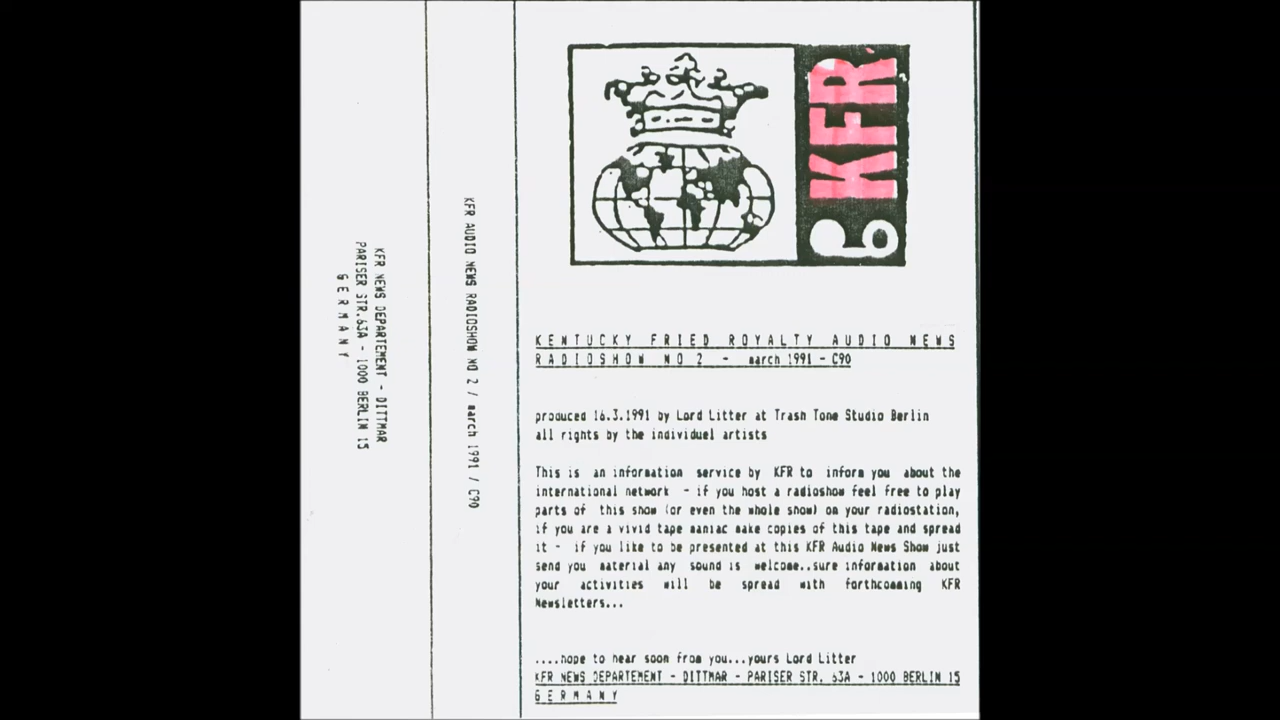 KFR NEWS DEPARTEMENT - DITTMAR
PARISER STR.63A - 1000 BERLIN 15
G E R M A N Y
KFR AUDIO NEWS RADIOSHOW NO 2 / march 1991 / C90
KFR
KENTUCKY FRIED ROYALTY AUDIO NEWS
RADIOSHOW NO 2 - march 1991 - C90
produced 16.3.1991 by Lord Litter at Trash Tone Studio Berlin
all rights by the individuel artists
This is an information service by KFR to inform you about the
international network - if you host a radioshow feel free to play
parts of this show (or even the whole show) on your radiostation,
if you are a vivid tape maniac make copies of this tape and spread
it - if you like to be presented at this KFR Audio News Show just
send you material any sound is welcome..sure information about
your activities will be spread with forthcomming KFR
Newsletters...
....hope to hear soon from you...yours Lord Litter
KFR NEWS DEPARTEMENT - DITTMAR - PARISER STR. 63A - 1000 BERLIN 15
G E R M A N Y